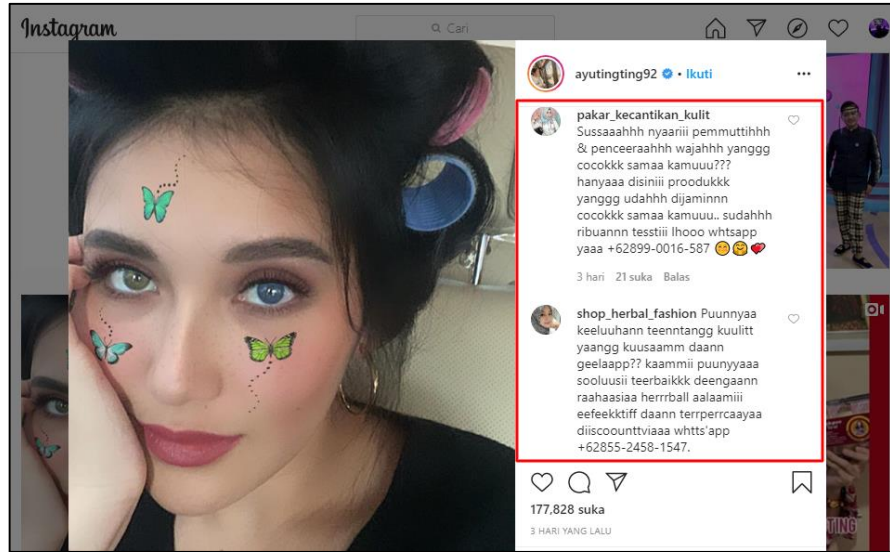 Instagram
Cari
ayutingting92 • Ikuti
pakar_kecantikan_kulit
Sussaaahhh nyaariii pemmuttihhh
& penceeraahhh wajahhh yanggg
cocokkk samaa kamuuu???
hanyaaa disiniii proodukkk
yanggg udahhh dijaminnn
cocokkk samaa kamuuu.. sudahhh
ribuannn tesstiii lhooo whtsapp
yaaa +62899-0016-587
3 hari 21 suka Balas
shop_herbal_fashion Puunnyaa
keeluuhann teenntangg kuulitt
yaangg kuusaamm daann
geelaapp?? kaammii puunyyaaa
sooluusii teerbaikkk deengaann
raahaasiaa herrrball aalaamiii
eefeekktiff daann terrperrcaayaa
diiscoounttviaaa whtts'app
+62855-2458-1547.
177,828 suka
3 HARI YANG LALU
TING